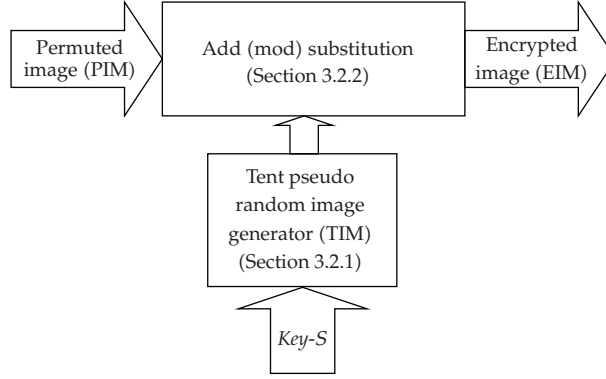 Permuted
image (PIM)
Add (mod) substitution
(Section 3.2.2)
Encrypted
image (EIM)
Tent pseudo
random image
generator (TIM)
(Section 3.2.1)
Key-S